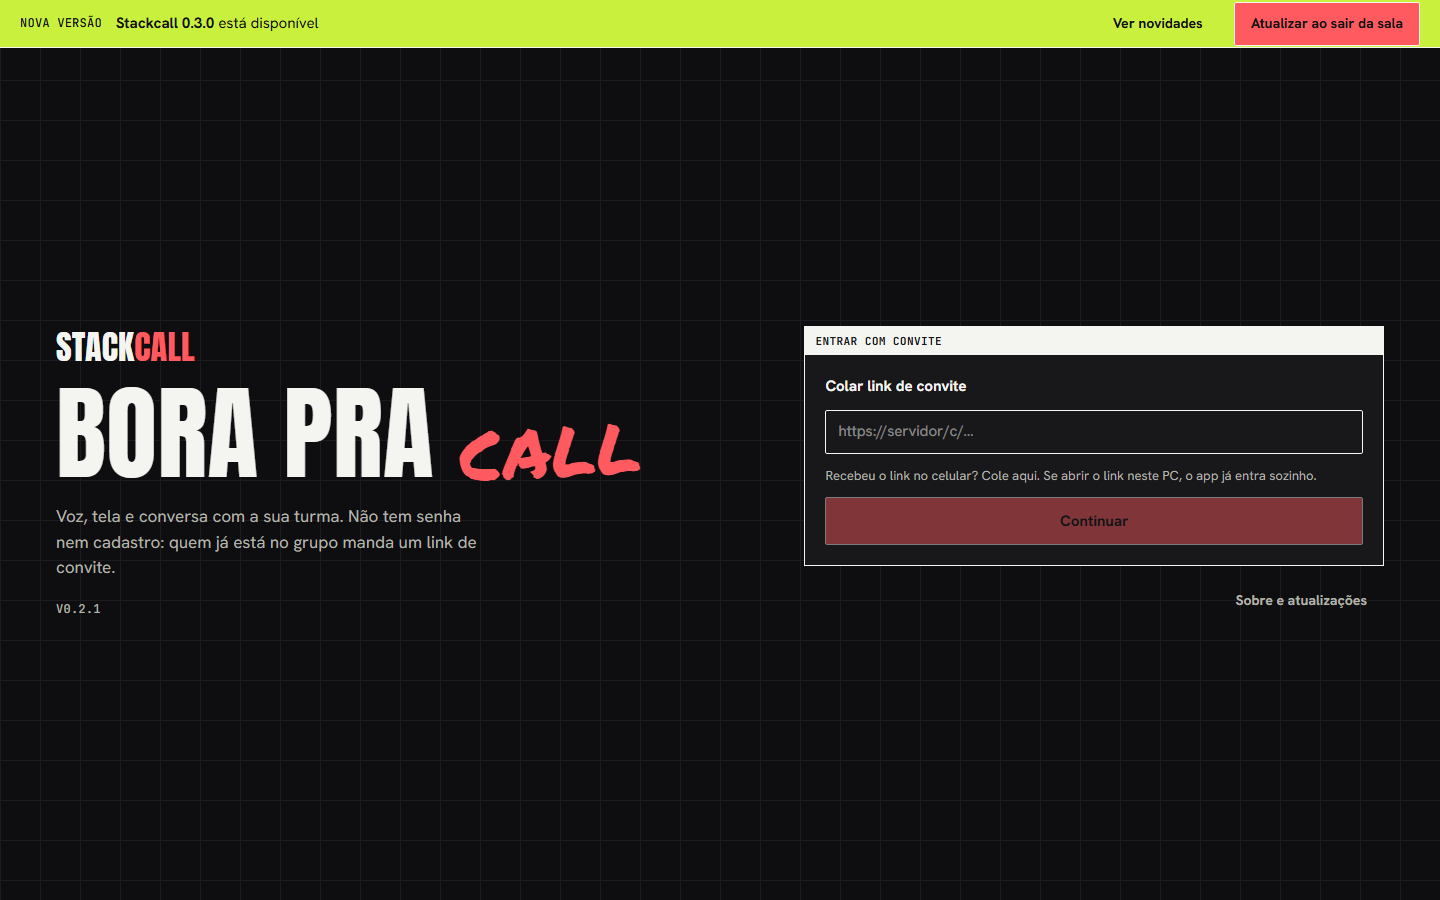 NOVA VERSÃO Stackcall 0.3.0 está disponível Ver novidades Atualizar ao sair da sala
STACKCALL
BORA PRA CALL
Voz, tela e conversa com a sua turma. Não tem senha
nem cadastro: quem já está no grupo manda um link de
convite.
V0.2.1
ENTRAR COM CONVITE
Colar link de convite
https://servidor/c/...
Recebeu o link no celular? Cole aqui. Se abrir o link neste PC, o app já entra sozinho.
Continuar
Sobre e atualizações